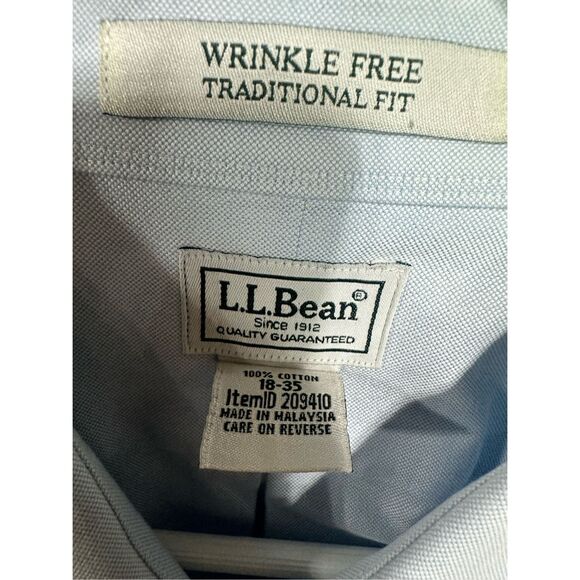 WRINKLE FREE
TRADITIONAL FIT
L.L.Bean®
Since 1912
QUALITY GUARANTEED
100% COTTON
18-35
ItemID 209410
MADE IN MALAYSIA
CARE ON REVERSE